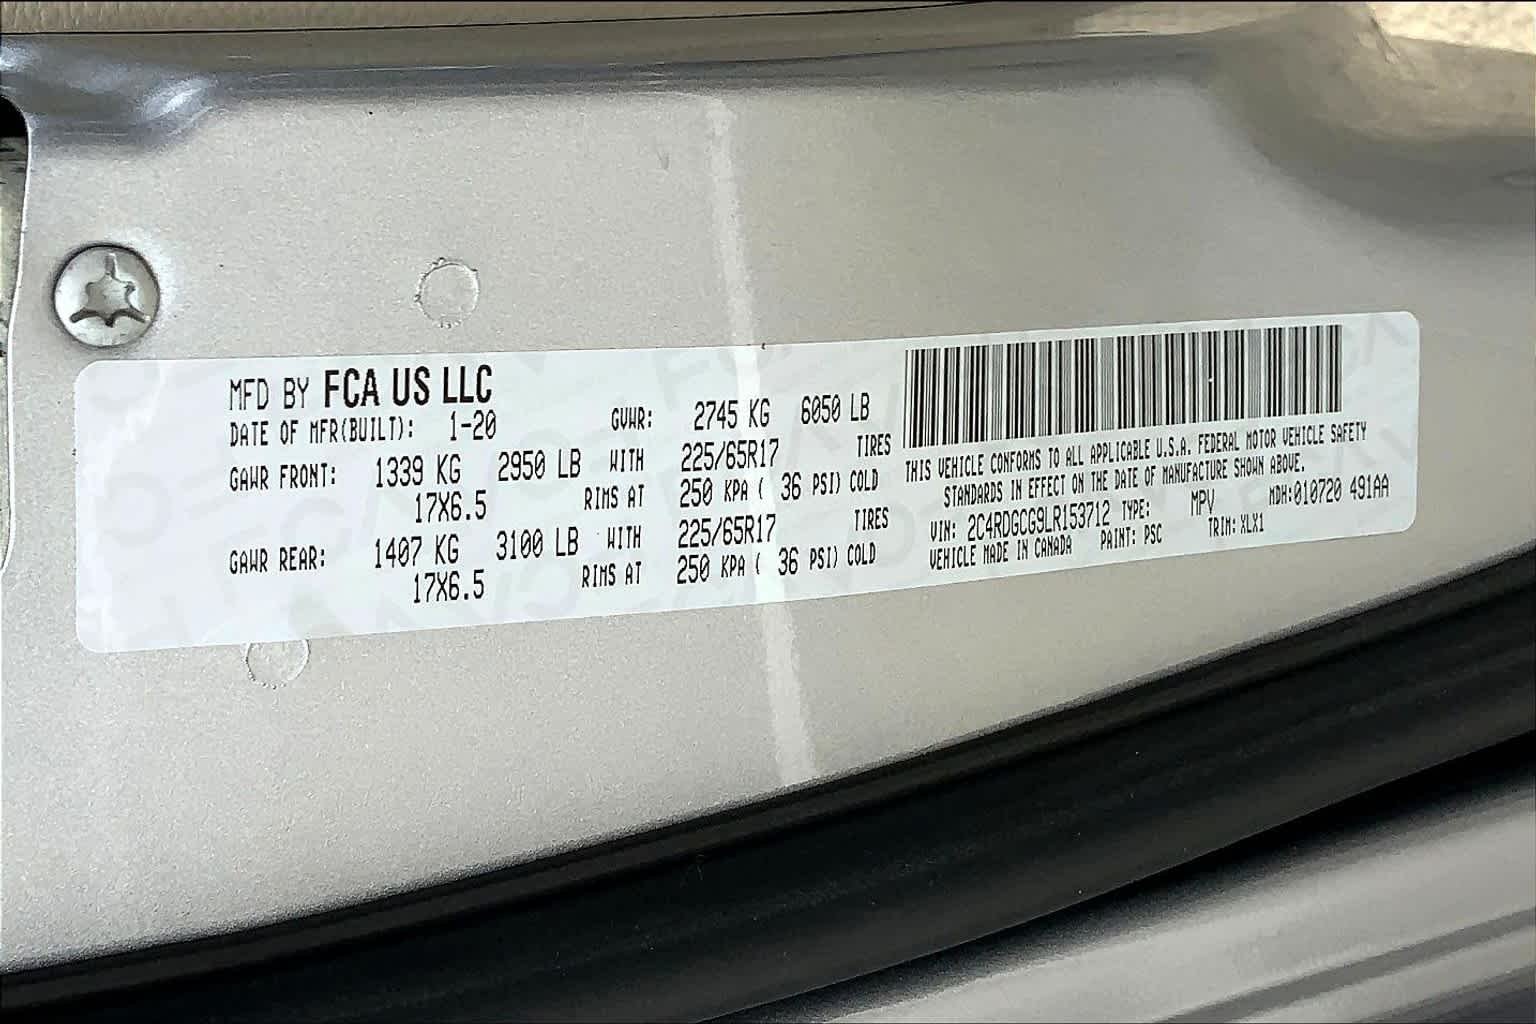 MFD BY FCA US LLC
DATE OF MFR(BUILT): 1-20 GVWR: 2745 KG 6050 LB
GAWR FRONT: 1339 KG 2950 LB WITH 225/65R17 TIRES
17X6.5 RIMS AT 250 KPA ( 36 PSI) COLD
GAWR REAR: 1407 KG 3100 LB WITH 225/65R17 TIRES
17X6.5 RIMS AT 250 KPA ( 36 PSI) COLD
THIS VEHICLE CONFORMS TO ALL APPLICABLE U.S.A. FEDERAL MOTOR VEHICLE SAFETY
STANDARDS IN EFFECT ON THE DATE OF MANUFACTURE SHOWN ABOVE.
VIN: 2C4RDGCG9LR153712 TYPE: MPV MDH:010720 491AA
VEHICLE MADE IN CANADA PAINT: PSC TRIM: XLX1